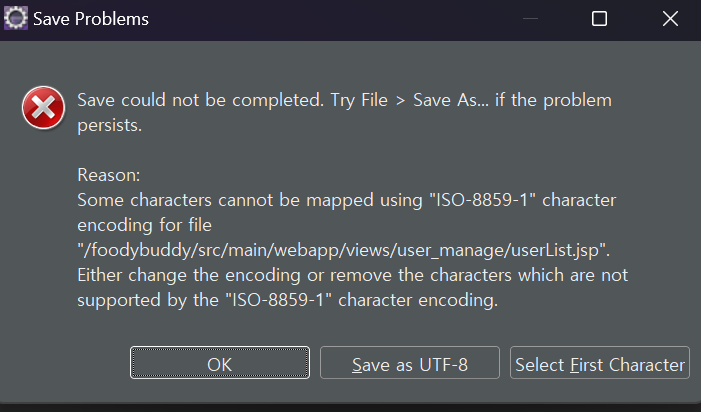 Save Problems
Save could not be completed. Try File > Save As... if the problem
persists.
Reason:
Some characters cannot be mapped using "ISO-8859-1" character
encoding for file
"/foodybuddy/src/main/webapp/views/user_manage/userList.jsp".
Either change the encoding or remove the characters which are not
supported by the "ISO-8859-1" character encoding.
OK
Save as UTF-8
Select First Character